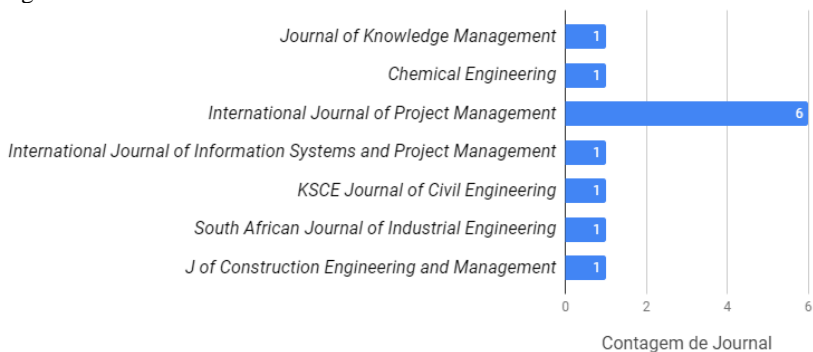 Journal of Knowledge Management 1
Chemical Engineering 1
International Journal of Project Management 6
International Journal of Information Systems and Project Management 1
KSCE Journal of Civil Engineering 1
South African Journal of Industrial Engineering 1
J of Construction Engineering and Management 1
0 2 4 6
Contagem de Journal